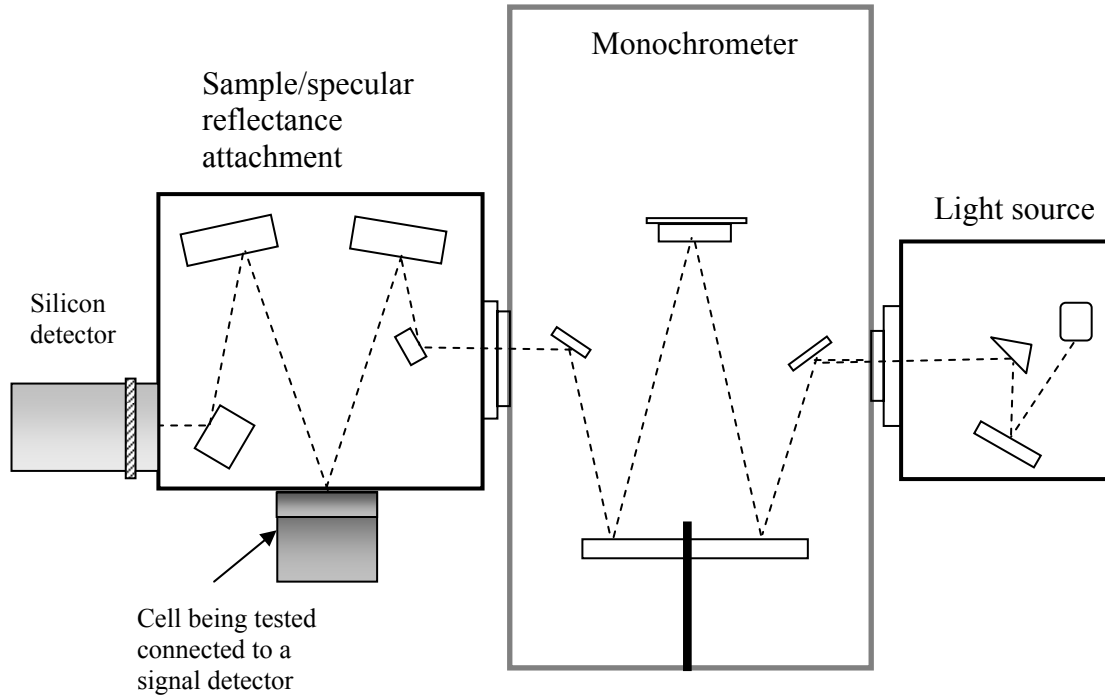 Monochrometer
Sample/specular
reflectance
attachment
Light source
Silicon
detector
Cell being tested
connected to a
signal detector